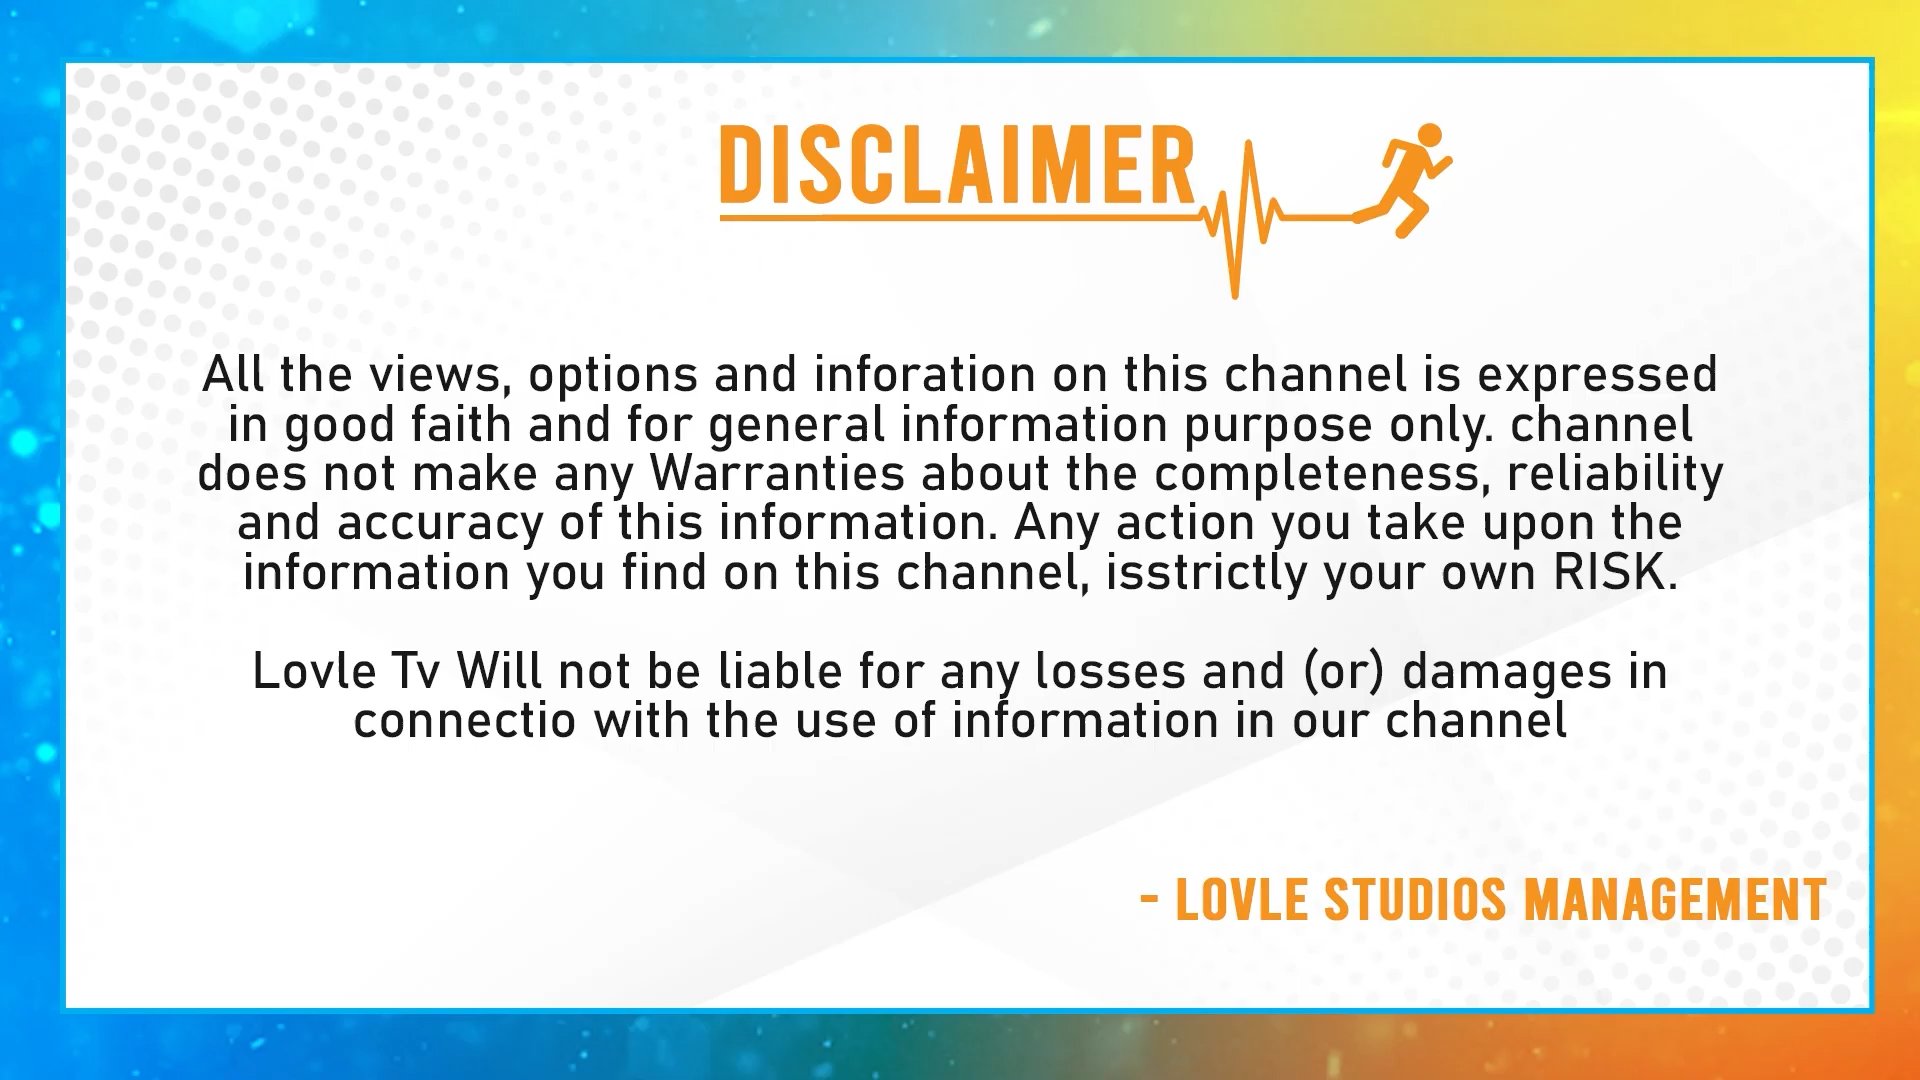 DISCLAIMER
All the views, options and inforation on this channel is expressed
in good faith and for general information purpose only. channel
does not make any Warranties about the completeness, reliability
and accuracy of this information. Any action you take upon the
information you find on this channel, isstrictly your own RISK.
Lovle Tv Will not be liable for any losses and (or) damages in
connectio with the use of information in our channel
- LOVLE STUDIOS MANAGEMENT